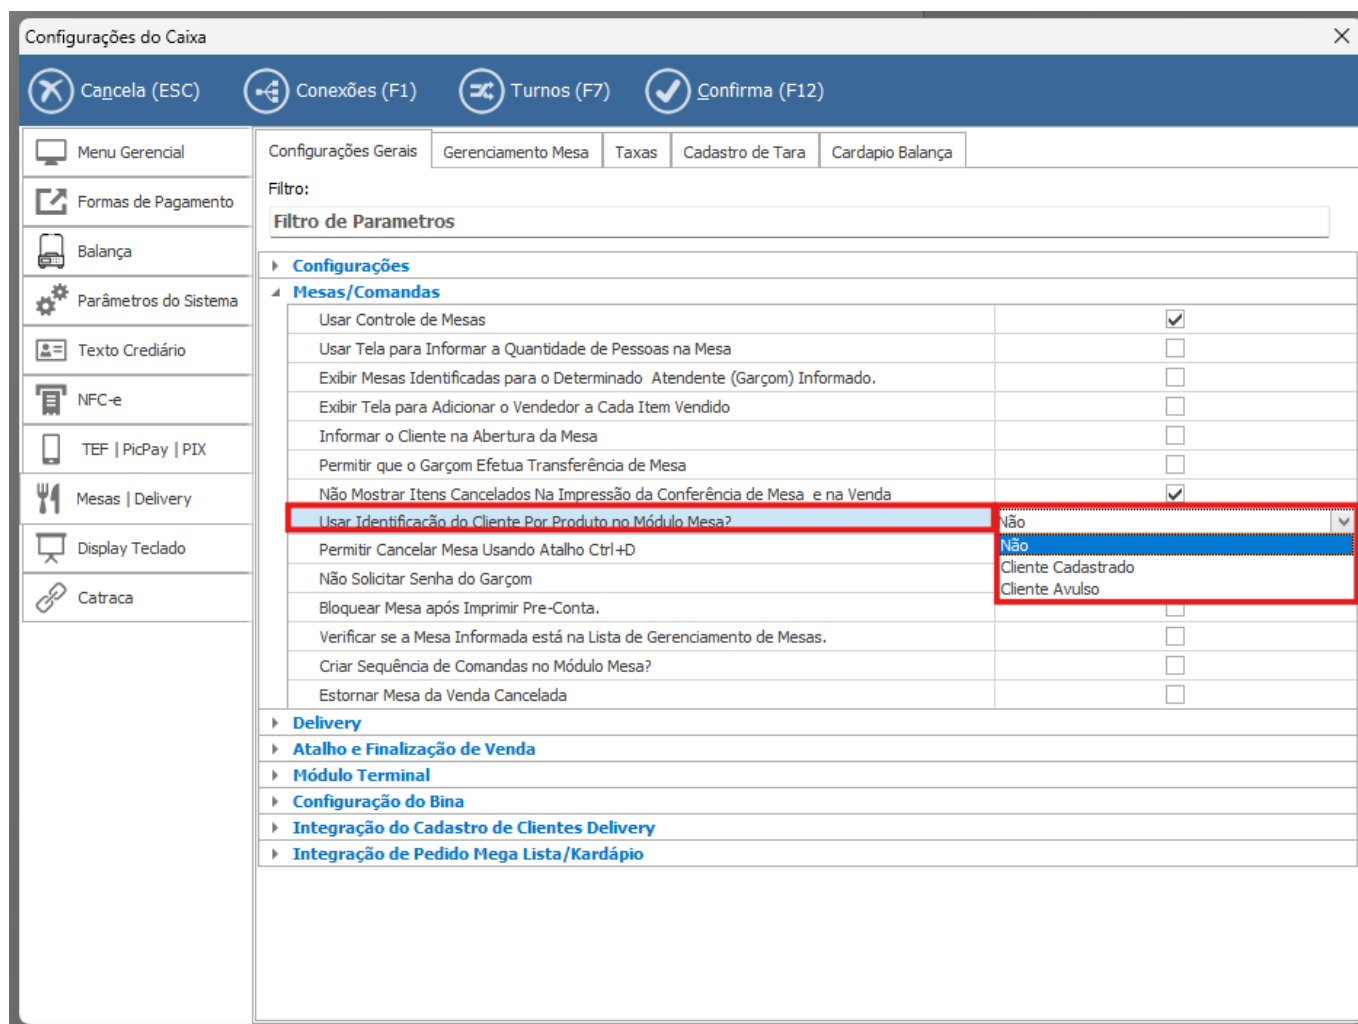 Configurações do Caixa
Cancela (ESC)
Conexões (F1)
Turnos (F7)
Confirma (F12)
Menu Gerencial
Formas de Pagamento
Balança
Parâmetros do Sistema
Texto Crediário
NFC-e
TEF | PicPay | PIX
Mesas | Delivery
Display Teclado
Catraca
Configurações Gerais
Gerenciamento Mesa
Taxas
Cadastro de Tara
Cardapio Balança
Filtro:
Filtro de Parametros
Configurações
Mesas/Comandas
Usar Controle de Mesas
Usar Tela para Informar a Quantidade de Pessoas na Mesa
Exibir Mesas Identificadas para o Determinado Atendente (Garçom) Informado.
Exibir Tela para Adicionar o Vendedor a Cada Item Vendido
Informar o Cliente na Abertura da Mesa
Permitir que o Garçom Efetua Transferência de Mesa
Não Mostrar Itens Cancelados Na Impressão da Conferência de Mesa e na Venda
Usar Identificação do Cliente Por Produto no Módulo Mesa?
Não
Não
Cliente Cadastrado
Cliente Avulso
Permitir Cancelar Mesa Usando Atalho Ctrl+D
Não Solicitar Senha do Garçom
Bloquear Mesa após Imprimir Pre-Conta.
Verificar se a Mesa Informada está na Lista de Gerenciamento de Mesas.
Criar Sequência de Comandas no Módulo Mesa?
Estornar Mesa da Venda Cancelada
Delivery
Atalho e Finalização de Venda
Módulo Terminal
Configuração do Bina
Integração do Cadastro de Clientes Delivery
Integração de Pedido Mega Lista/Kardápio